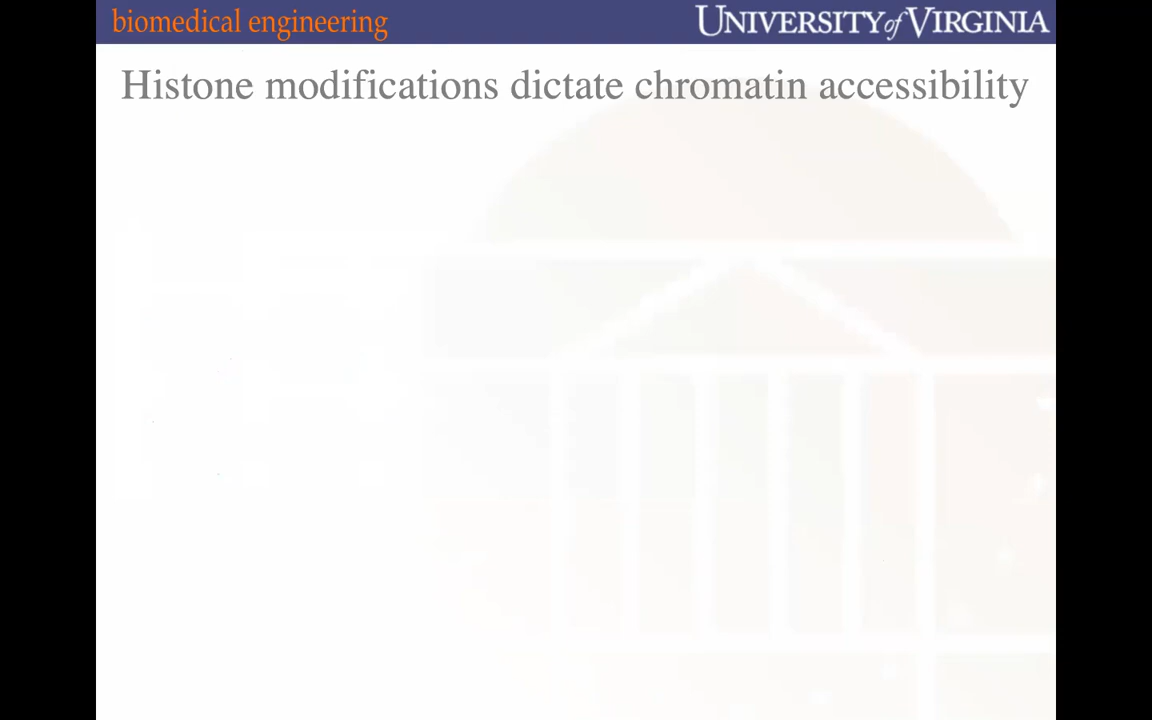 biomedical engineering
UNIVERSITY of VIRGINIA
Histone modifications dictate chromatin accessibility